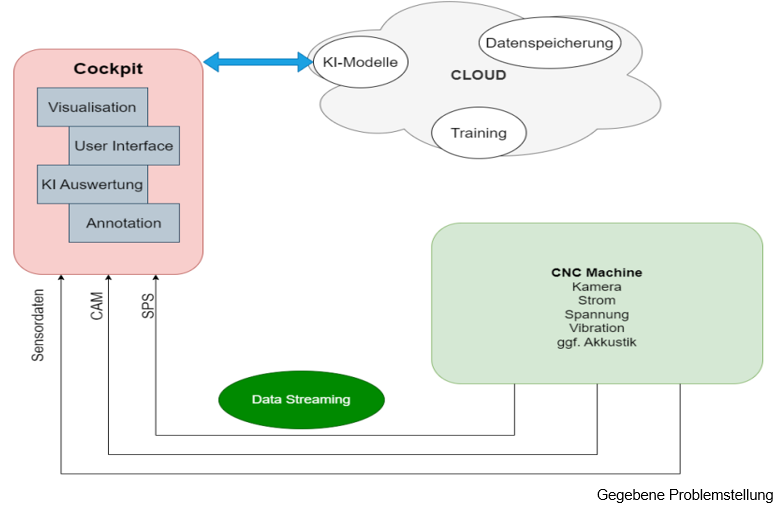 Cockpit
Visualisation
User Interface
KI Auswertung
Annotation
KI-Modelle
Datenspeicherung
CLOUD
Training
CNC Machine
Kamera
Strom
Spannung
Vibration
ggf. Akkustik
Sensordaten
CAM
SPS
Data Streaming
Gegebene Problemstellung